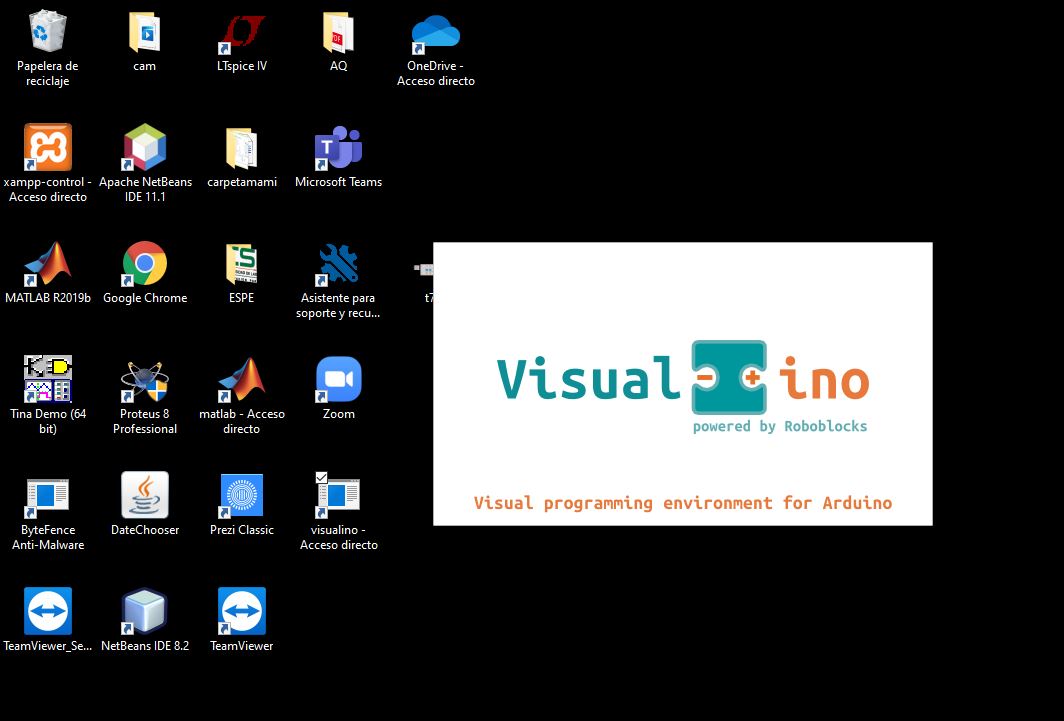 Papelera de
reciclaje
cam
LTspice IV
PDF
AQ
OneDrive -
Acceso directo
xampp-control -
Acceso directo
Apache NetBeans
IDE 11.1
carpetamami
T
Microsoft Teams
MATLAB R2019b
Google Chrome
ESPE
Asistente para
soporte y recu...
t7
Tina Demo (64
bit)
Proteus 8
Professional
matlab - Acceso
directo
Zoom
ByteFence
Anti-Malware
DateChooser
Prezi Classic
visualino -
Acceso directo
TeamViewer_Se...
NetBeans IDE 8.2
TeamViewer
Visual - + ino
powered by Roboblocks
Visual programming environment for Arduino